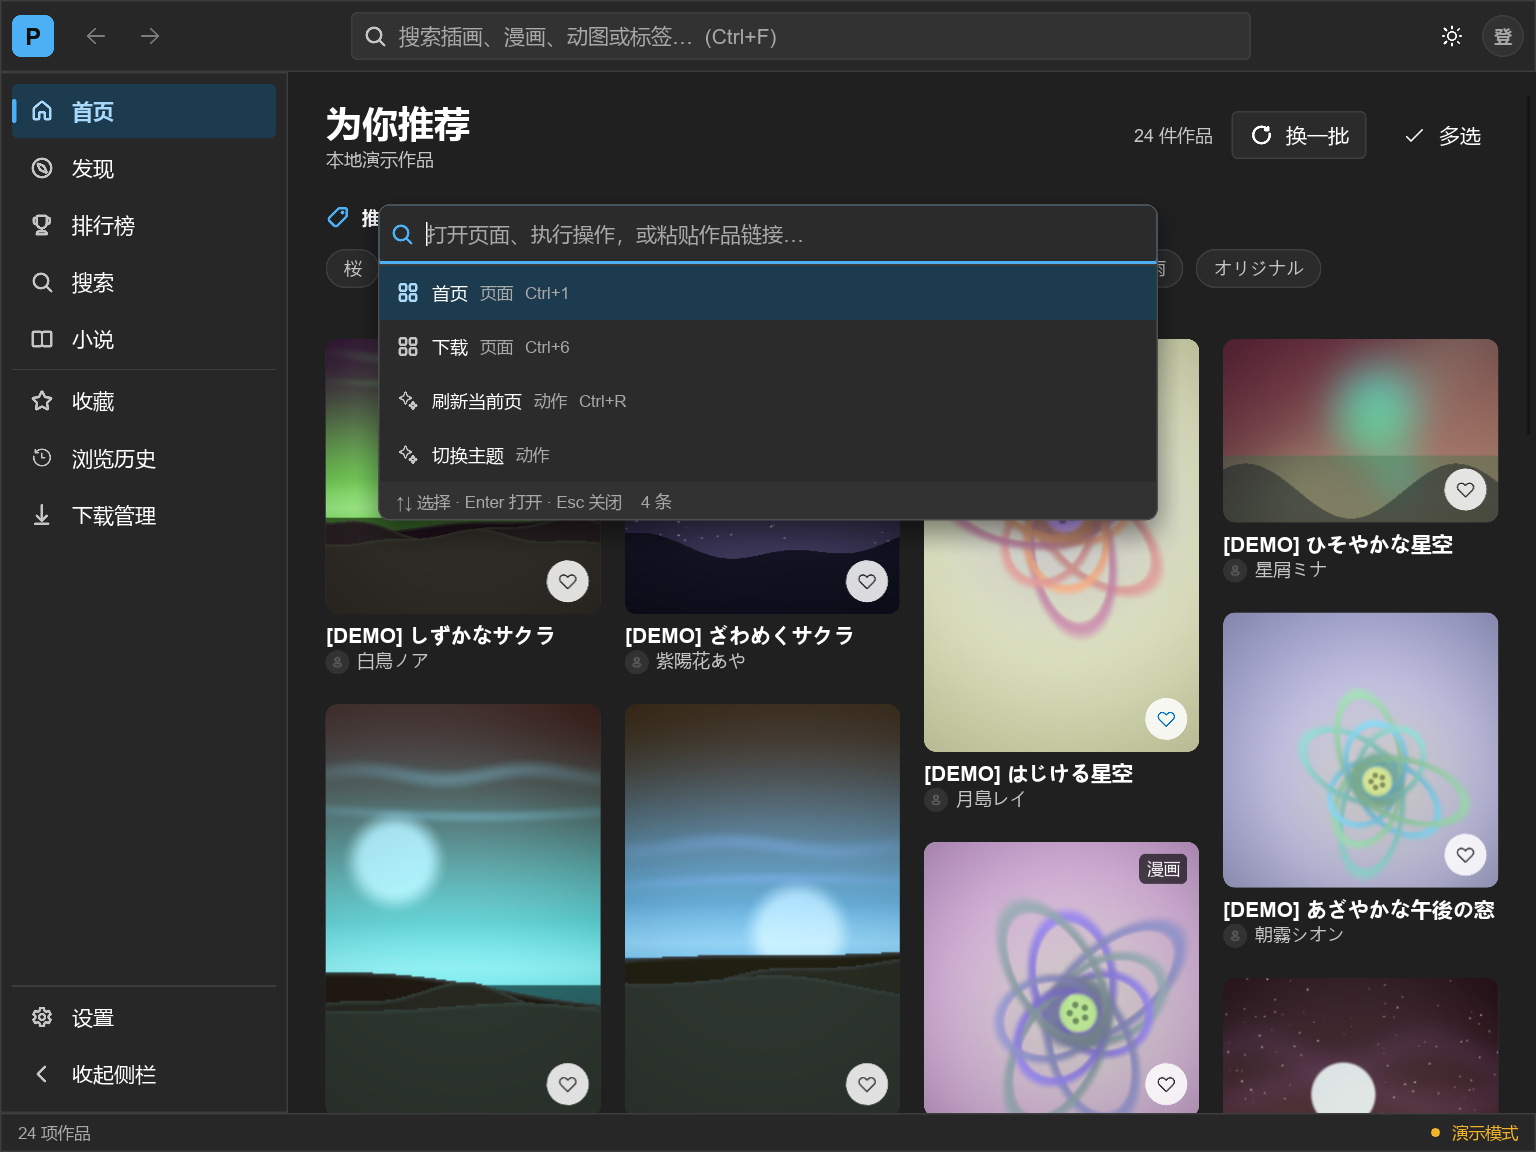 P
搜索插画、漫画、动图或标签… (Ctrl+F)
登
首页
发现
排行榜
搜索
小说
收藏
浏览历史
下载管理
设置
收起侧栏
为你推荐
本地演示作品
24 件作品
换一批
多选
推
桜
雨
オリジナル
打开页面、执行操作，或粘贴作品链接…
首页 页面 Ctrl+1
下载 页面 Ctrl+6
刷新当前页 动作 Ctrl+R
切换主题 动作
↑↓ 选择 · Enter 打开 · Esc 关闭 4 条
[DEMO] しずかなサクラ
白鳥ノア
[DEMO] ざわめくサクラ
紫陽花あや
[DEMO] はじける星空
月島レイ
漫画
[DEMO] ひそやかな星空
星屑ミナ
[DEMO] あざやかな午後の窓
朝霧シオン
24 项作品
演示模式